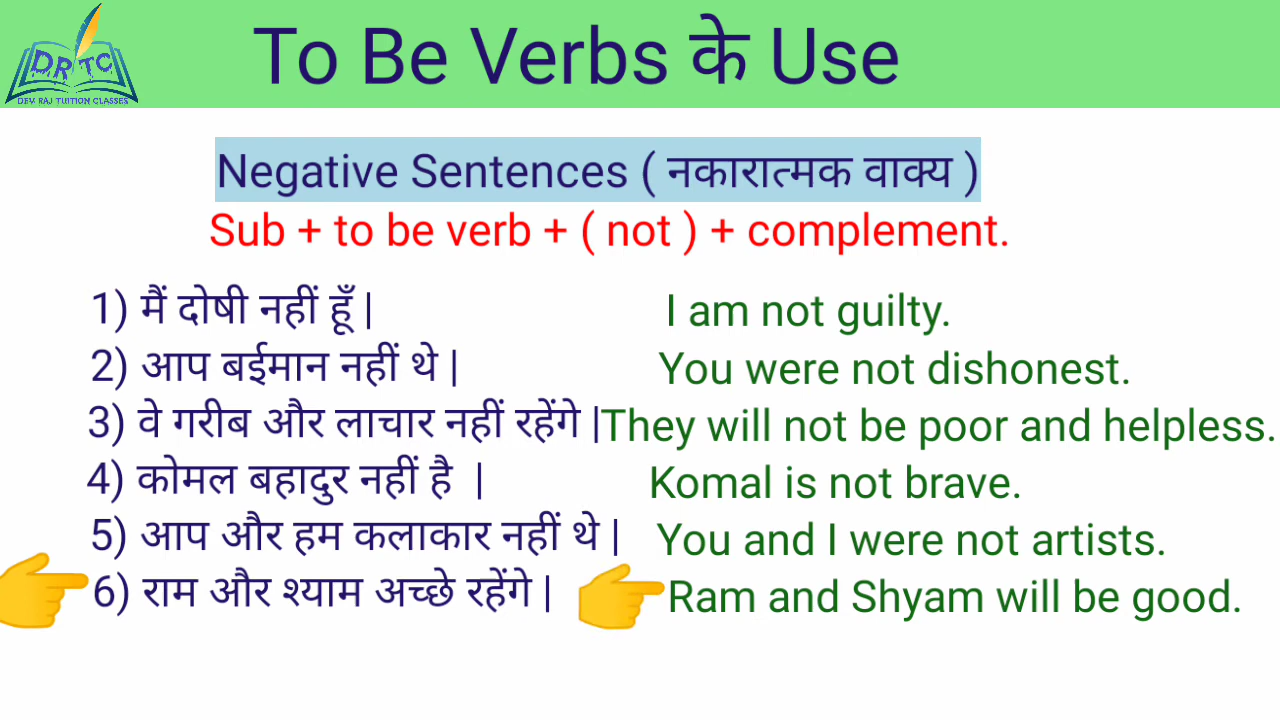 DRTC
DEV RAJ TUITION CLASSES
To Be Verbs के Use
Negative Sentences ( नकारात्मक वाक्य )
Sub + to be verb + ( not ) + complement.
1) मैं दोषी नहीं हूँ | I am not guilty.
2) आप बईमान नहीं थे | You were not dishonest.
3) वे गरीब और लाचार नहीं रहेंगे | They will not be poor and helpless.
4) कोमल बहादुर नहीं है | Komal is not brave.
5) आप और हम कलाकार नहीं थे | You and I were not artists.
6) राम और श्याम अच्छे रहेंगे | Ram and Shyam will be good.